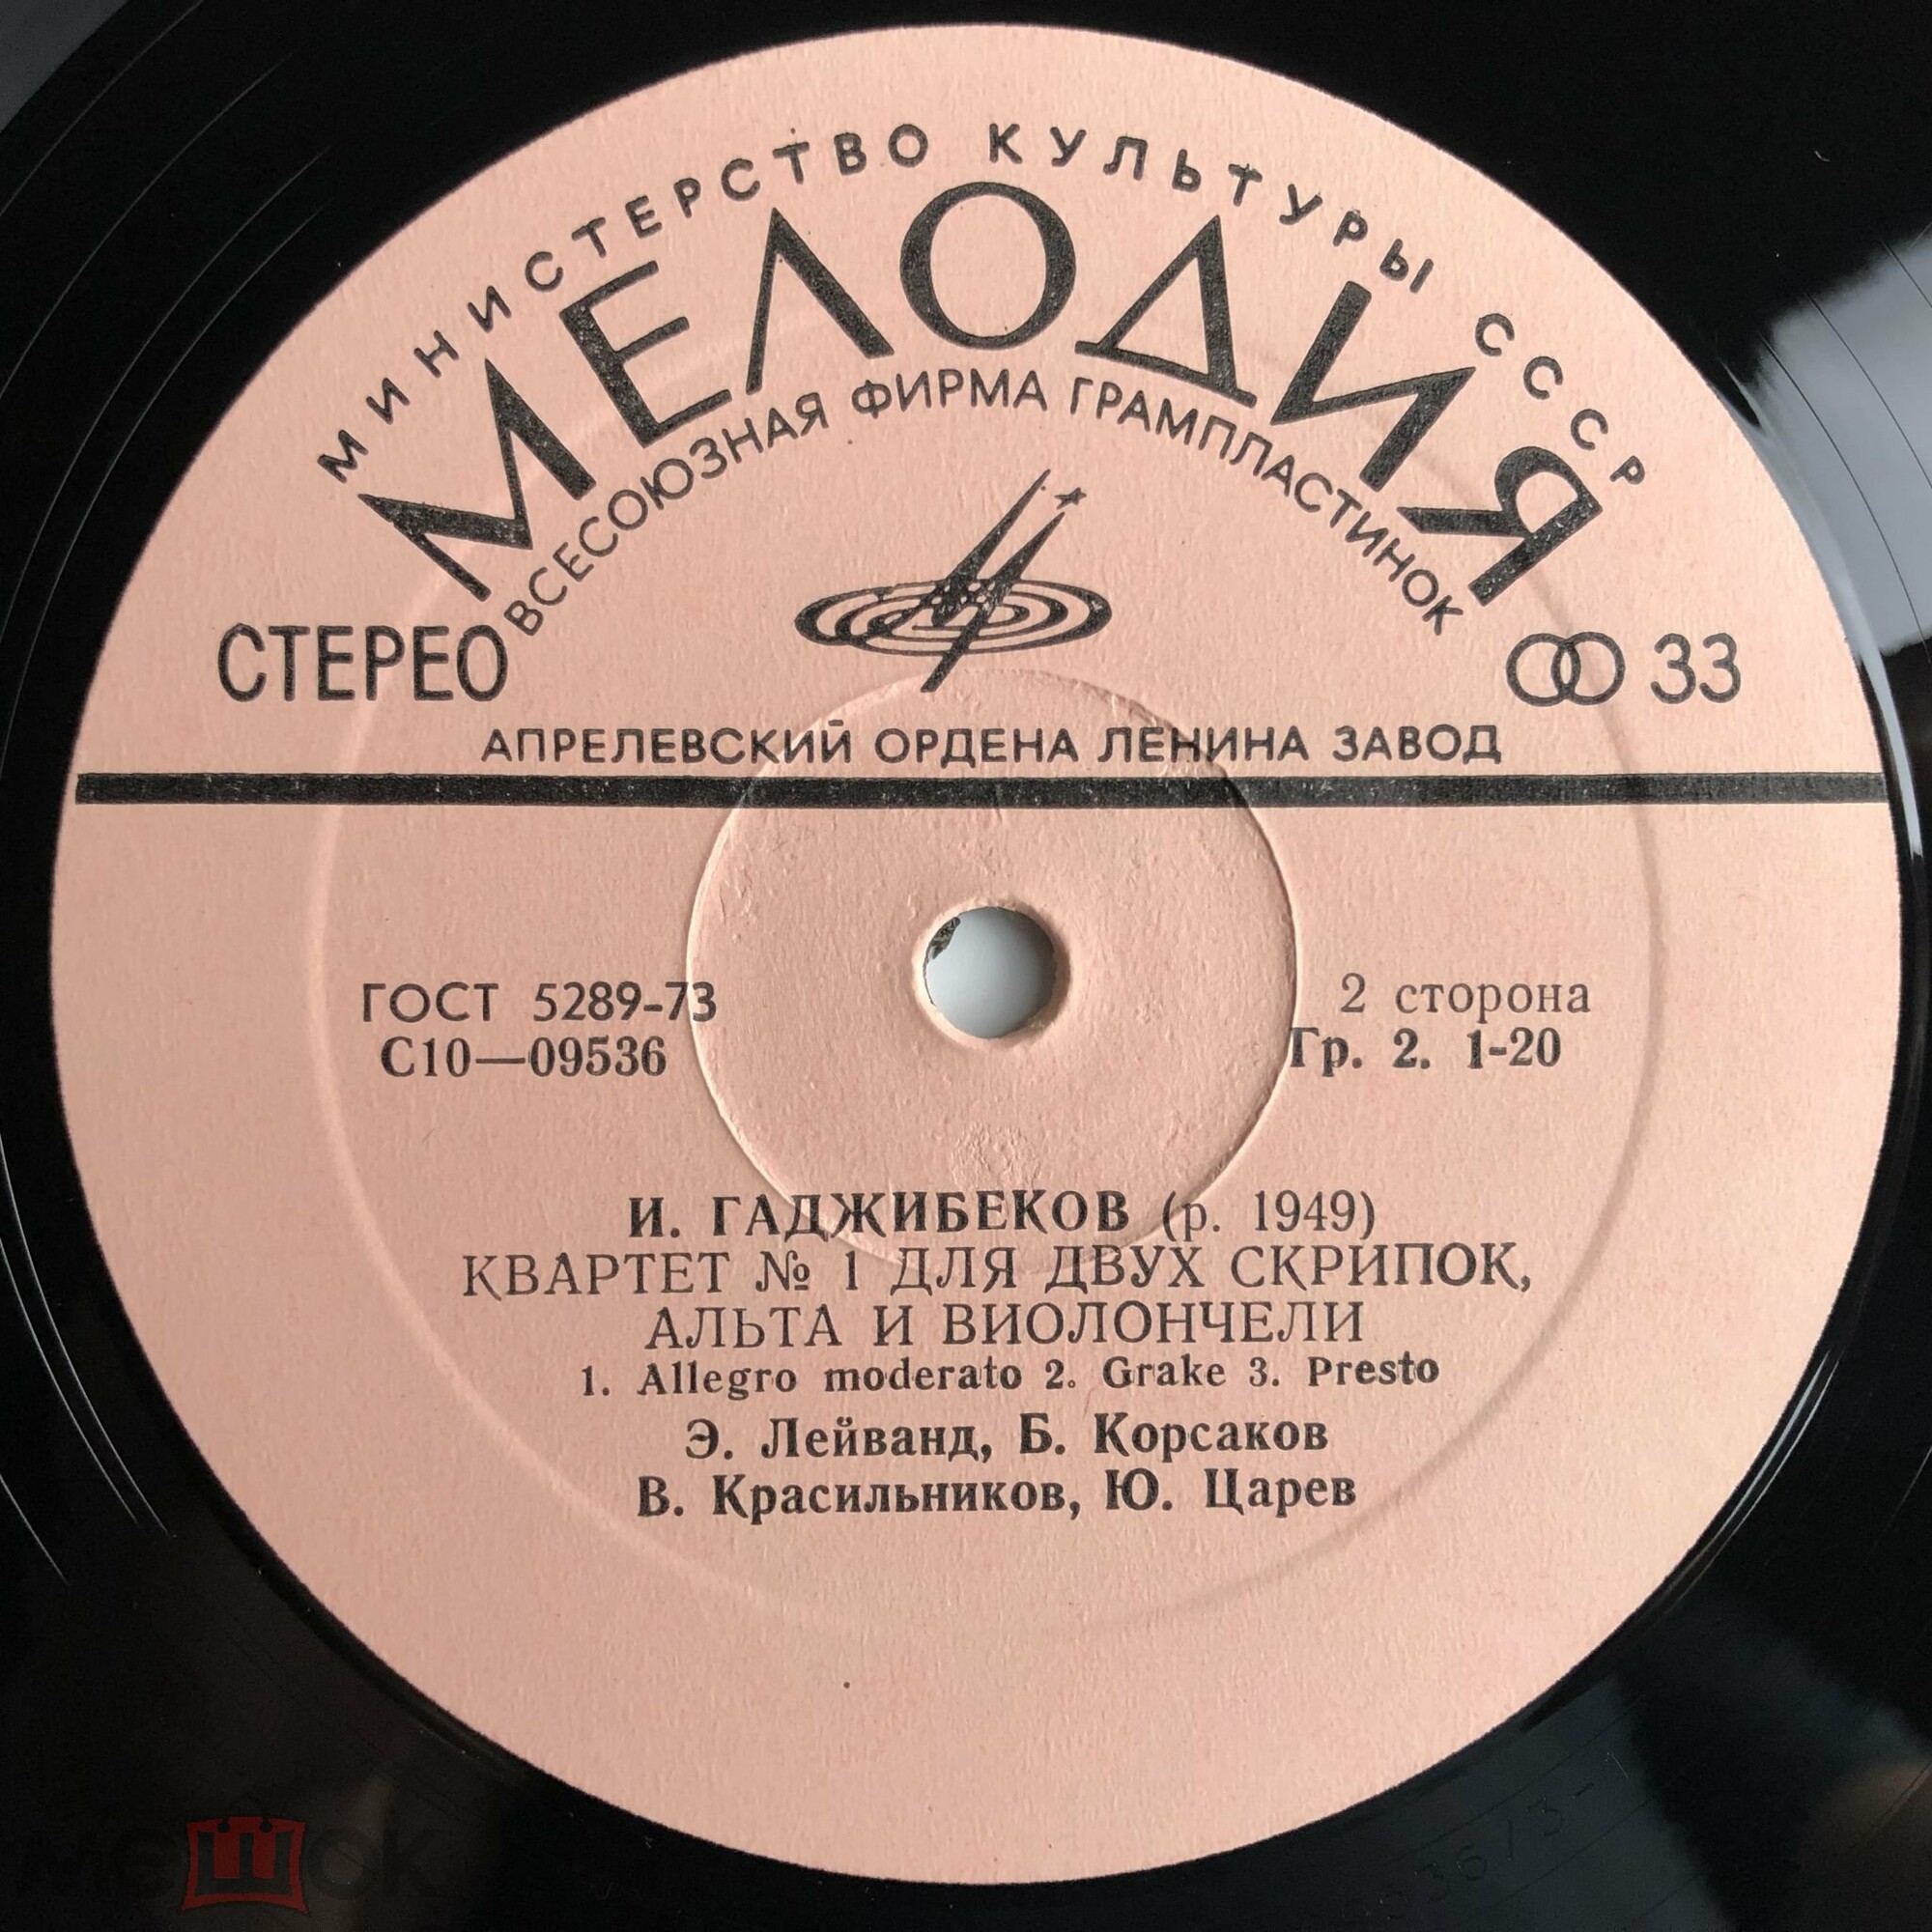 МИНИСТЕРСТВО КУЛЬТУРЫ СССР
МЕЛОДИЯ
ВСЕСОЮЗНАЯ ФИРМА ГРАМПЛАСТИНОК
СТЕРЕО
33
АПРЕЛЕВСКИЙ ОРДЕНА ЛЕНИНА ЗАВОД
ГОСТ 5289-73
С10—09536
2 сторона
Гр. 2. 1-20
И. ГАДЖИБЕКОВ (р. 1949)
КВАРТЕТ № 1 ДЛЯ ДВУХ СКРИПОК,
АЛЬТА И ВИОЛОНЧЕЛИ
1. Allegro moderato 2. Grake 3. Presto
Э. Лейванд, Б. Корсаков
В. Красильников, Ю. Царев
мешок